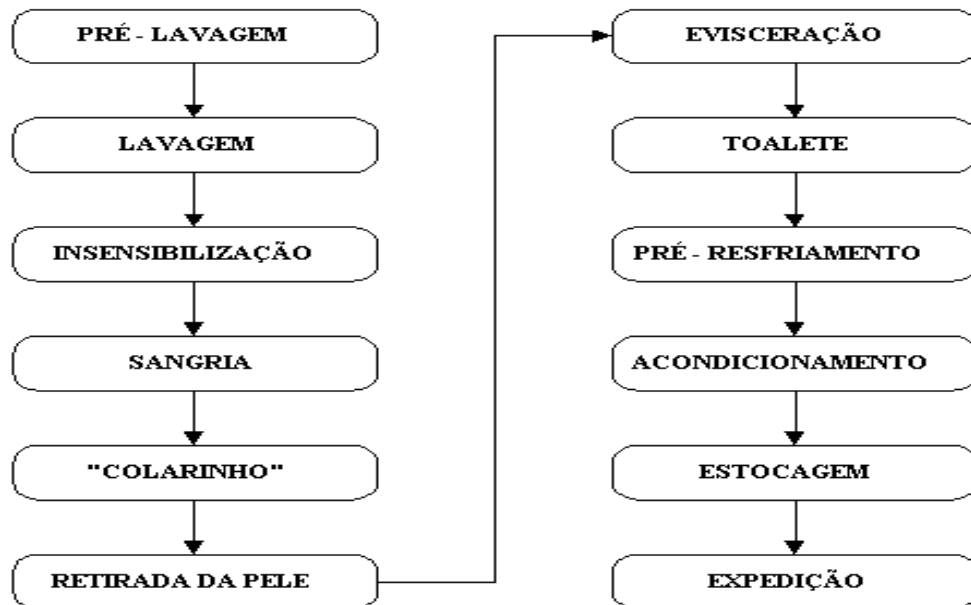 PRÉ - LAVAGEM
LAVAGEM
INSENSIBILIZAÇÃO
SANGRIA
"COLARINHO"
RETIRADA DA PELE
EVISCERAÇÃO
TOALETE
PRÉ - RESFRIAMENTO
ACONDICIONAMENTO
ESTOCAGEM
EXPEDIÇÃO